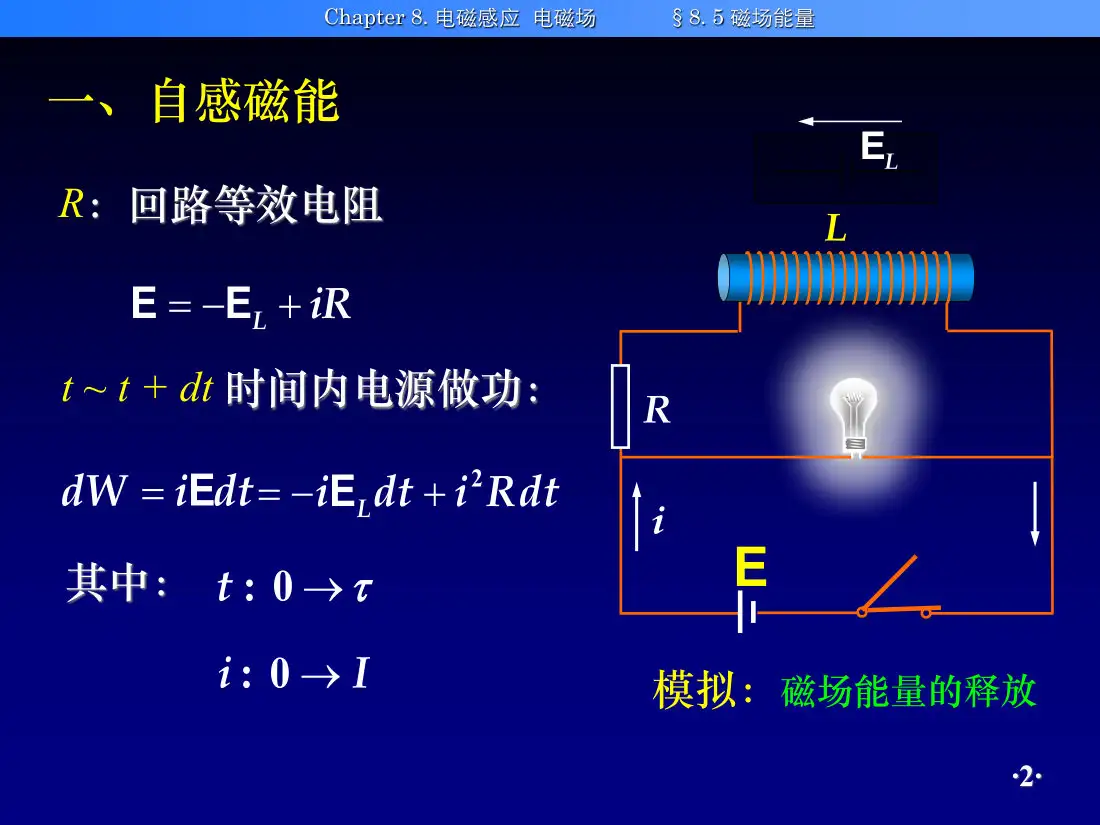 Chapter 8. 电磁感应 电磁场 §8. 5 磁场能量
一、自感磁能
R：回路等效电阻
E = −E_L + iR
t ~ t + dt 时间内电源做功：
dW = iEdt = −iE_L dt + i²Rdt
其中： t : 0 → τ
i : 0 → I
E_L
L
R
i
E
模拟：磁场能量的释放
·2·